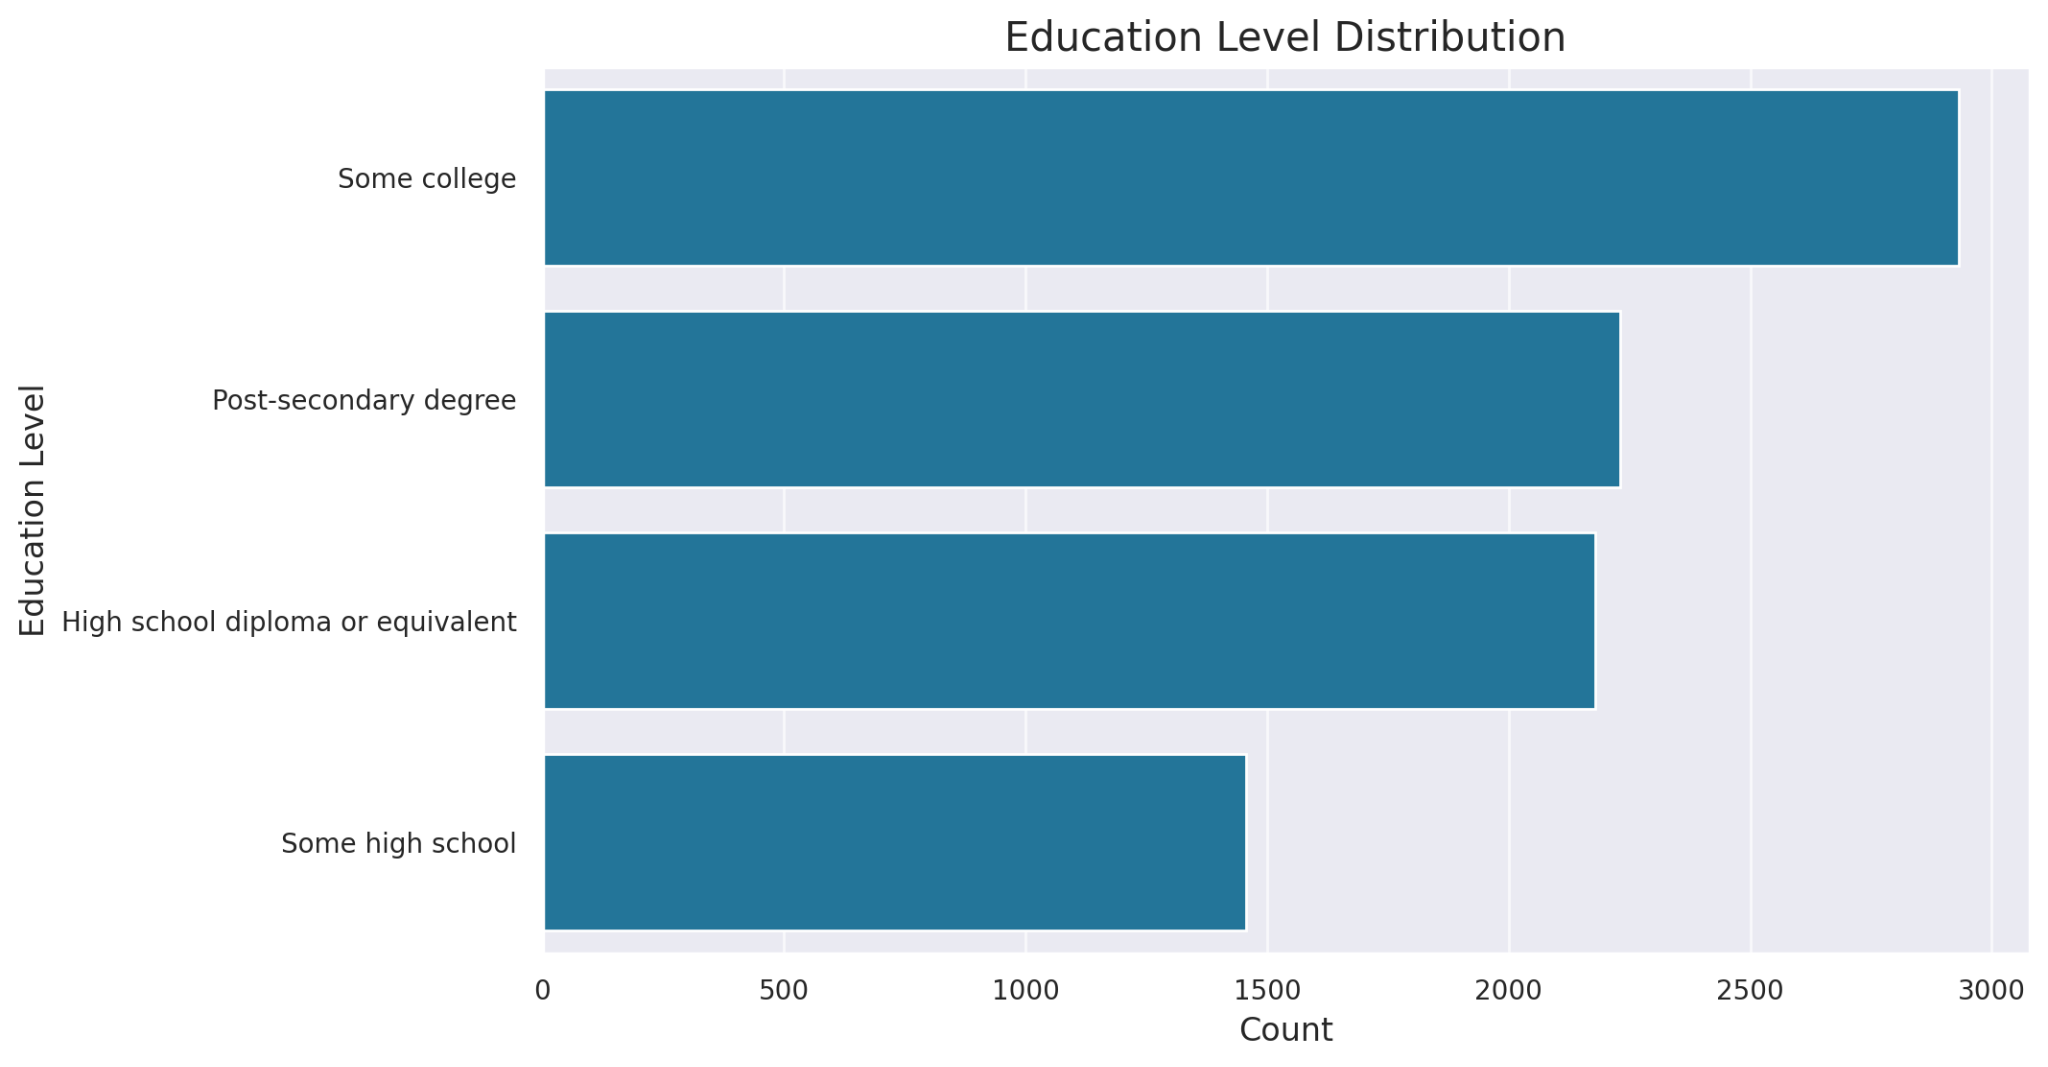 Education Level Distribution
Education Level
Some college
Post-secondary degree
High school diploma or equivalent
Some high school
0 500 1000 1500 2000 2500 3000
Count